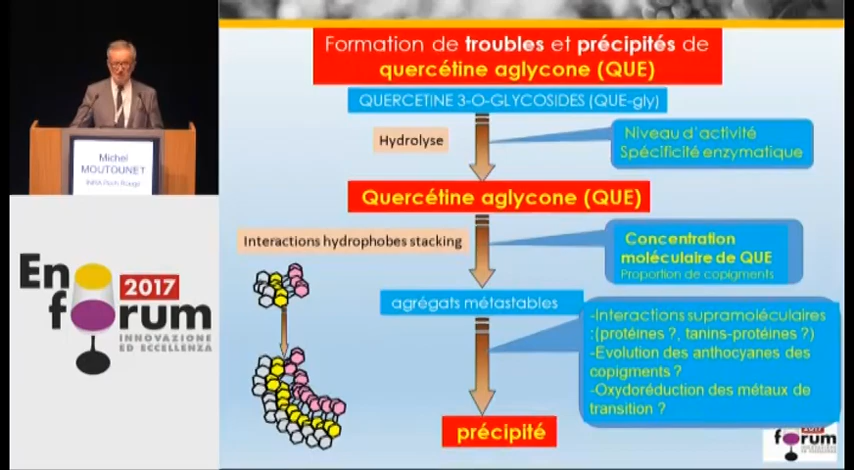 Formation de troubles et précipités de
quercétine aglycone (QUE)
QUERCETINE 3-O-GLYCOSIDES (QUE-gly)
Hydrolyse
Niveau d'activité
Spécificité enzymatique
Quercétine aglycone (QUE)
Interactions hydrophobes stacking
Concentration
moléculaire de QUE
Proportion de copigments
agrégats métastables
-Interactions supramoléculaires
:(protéines ?, tanins-protéines ?)
-Evolution des anthocyanes des
copigments ?
-Oxydoréduction des métaux de
transition ?
précipité
Michel
MOUTOUNET
En
2017
forum
INNOVAZIONE
ED ECCELLENZA
2017
forum